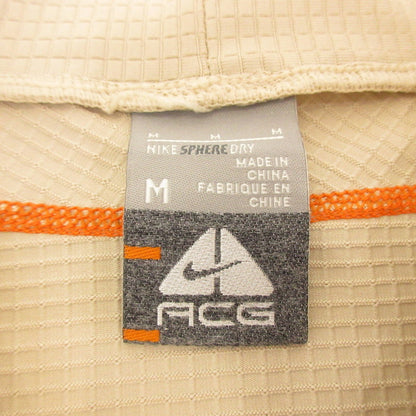 M M M
NIKE SPHERE DRY
M
MADE IN
CHINA
FABRIQUE EN
CHINE
ACG